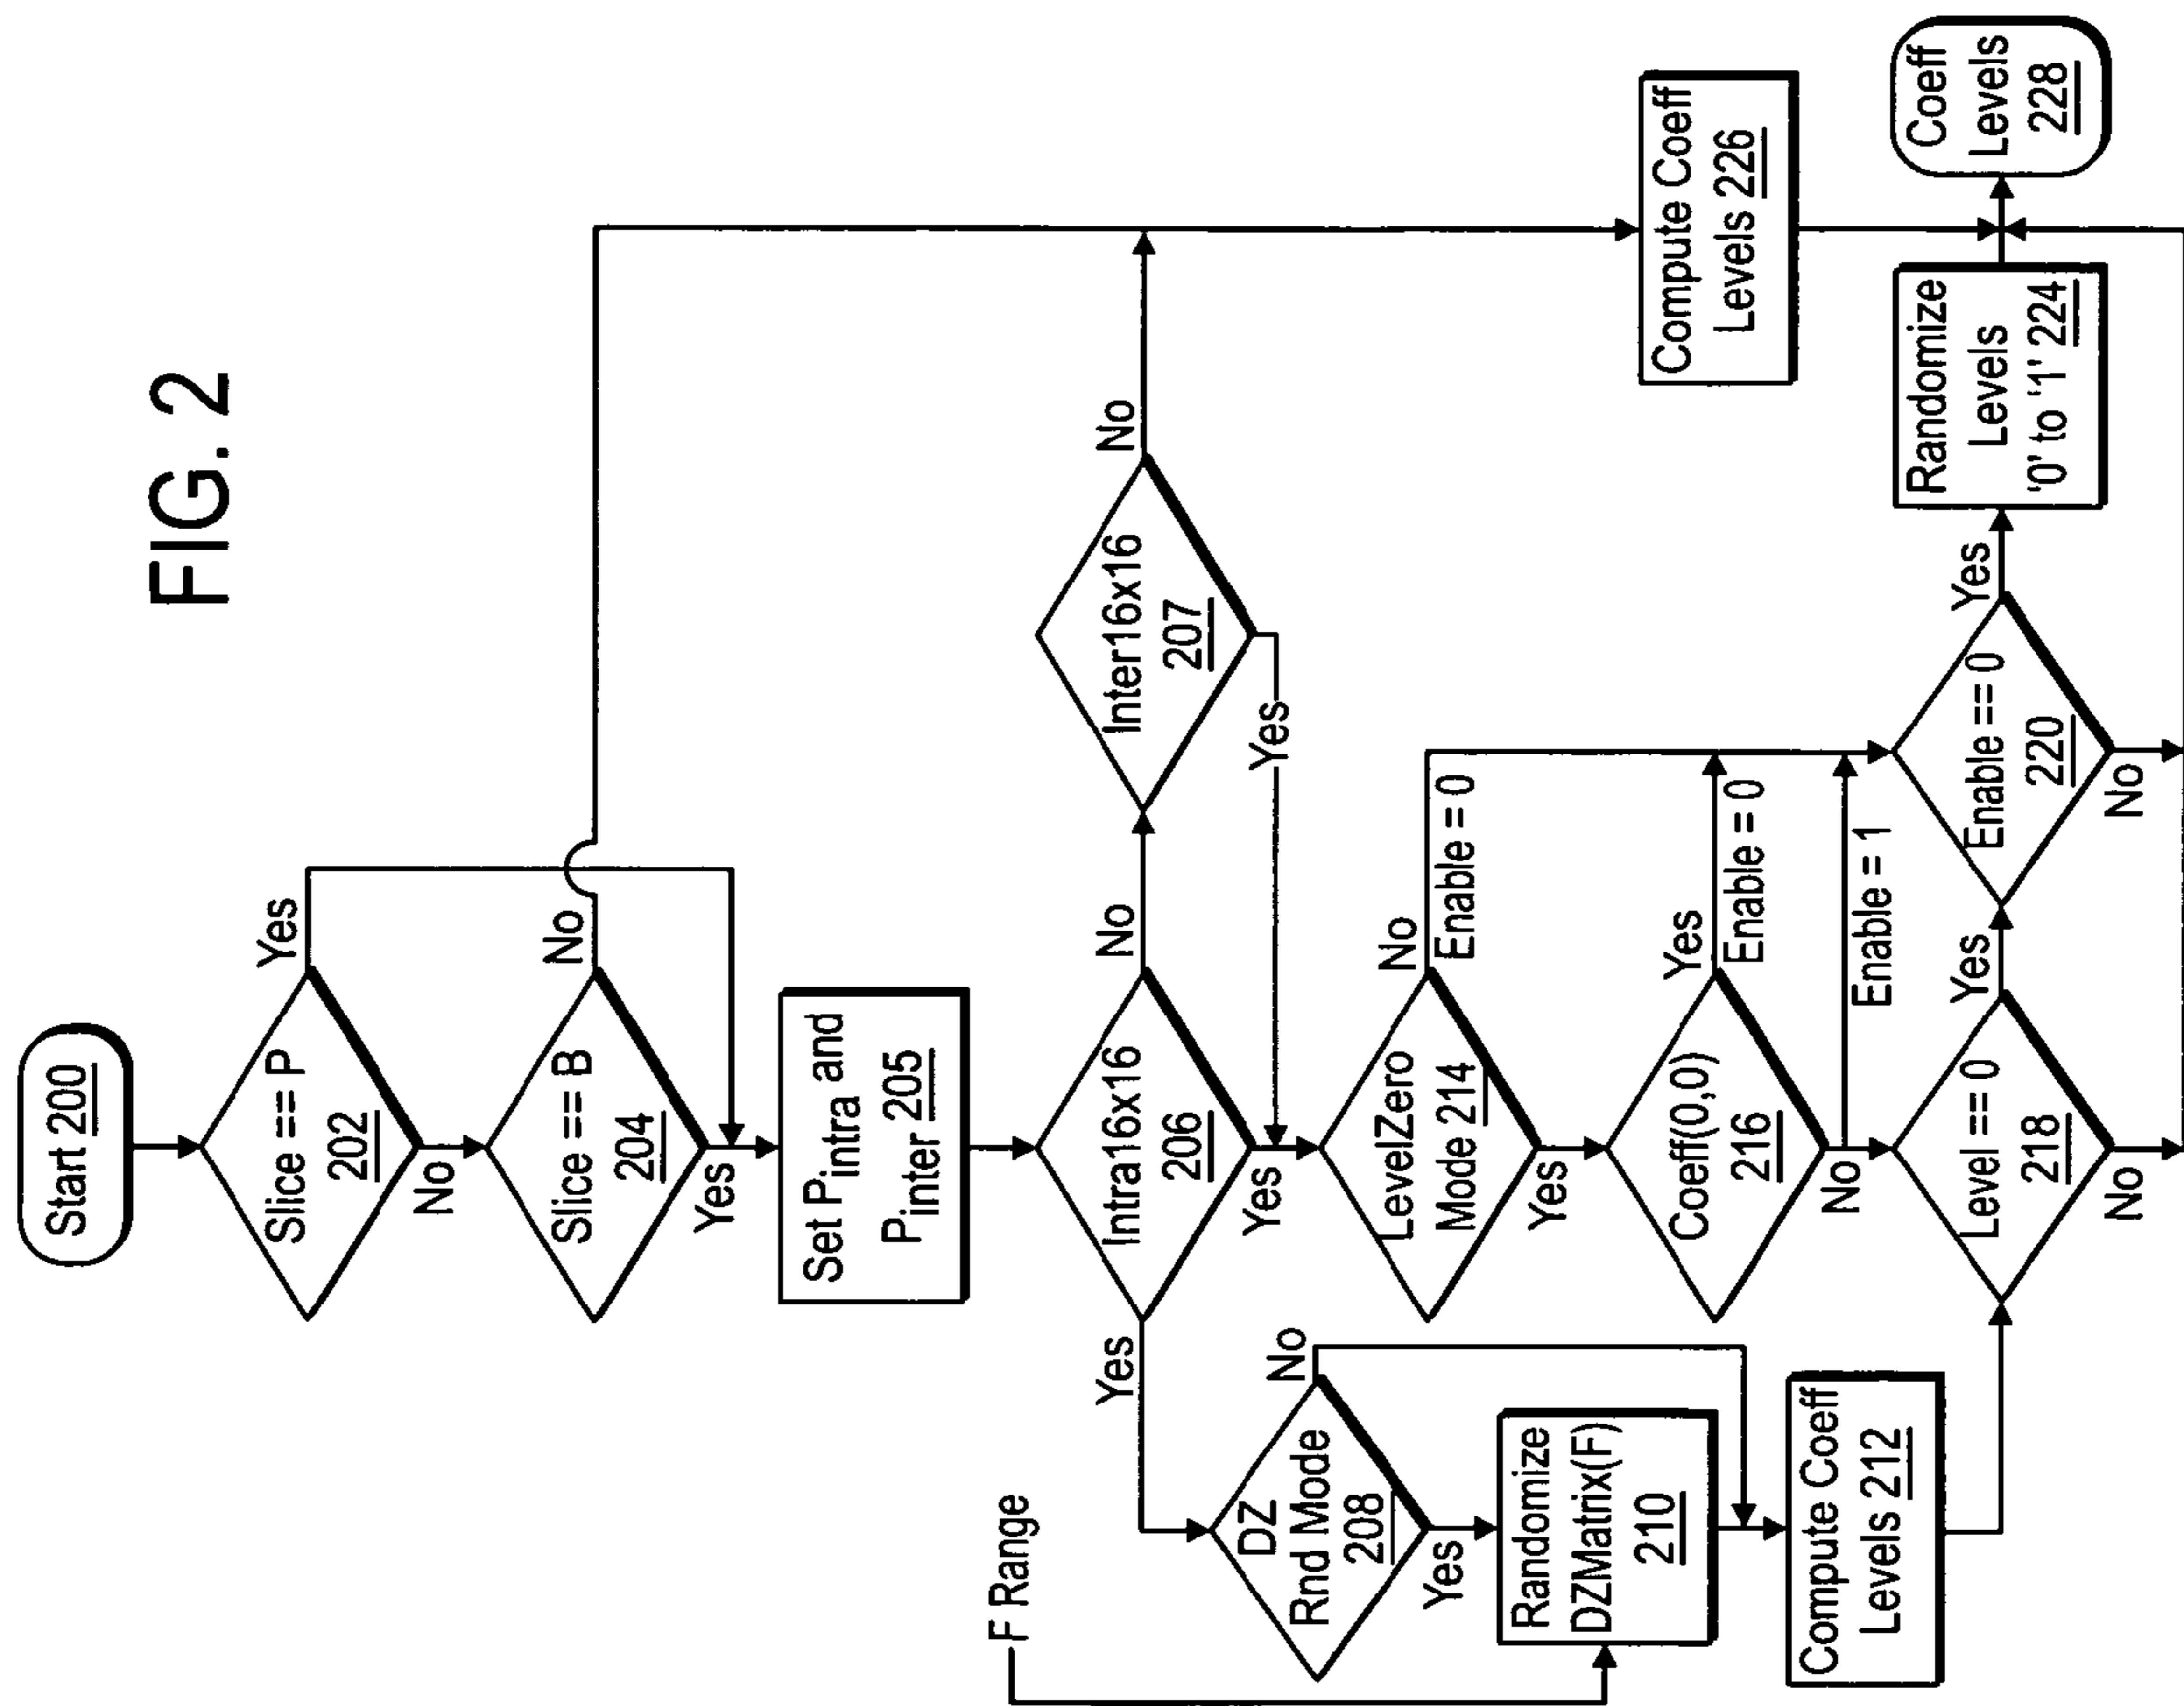 FIG. 2
Start 200
Slice == P
202
Yes
No
Slice == B
204
No
Yes
Set Pintra and
Pinter 205
Intra16x16
206
Yes
No
Yes
Inter16x16
207
No
Yes
F Range
DZ
Rnd Mode
208
No
Yes
Randomize
DZMatrix(F)
210
Compute Coeff
Levels 212
LevelZero
Mode 214
No
Enable = 0
Yes
Coeff(0,0)
216
Yes
Enable = 0
No
Enable = 1
Level == 0
218
Yes
No
Enable == 0
220
Yes
No
Randomize
Levels
'0' to '1' 224
Compute Coeff
Levels 226
Coeff
Levels
228